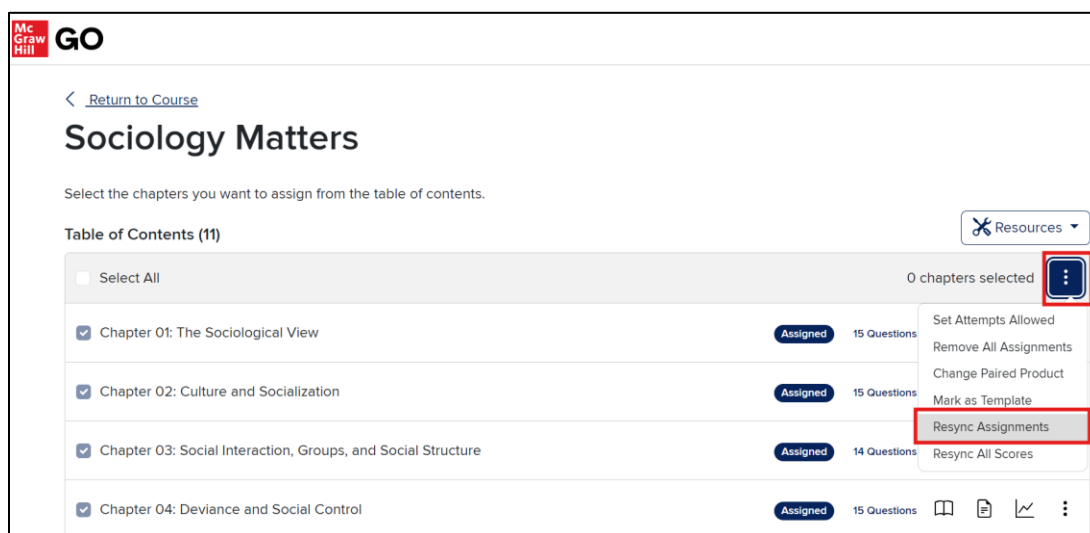 Mc
Graw
Hill
GO
Return to Course
Sociology Matters
Select the chapters you want to assign from the table of contents.
Table of Contents (11)
Resources
Select All
0 chapters selected
Chapter 01: The Sociological View
Assigned
15 Questions
Set Attempts Allowed
Remove All Assignments
Change Paired Product
Chapter 02: Culture and Socialization
Assigned
15 Questions
Mark as Template
Resync Assignments
Chapter 03: Social Interaction, Groups, and Social Structure
Assigned
14 Questions
Resync All Scores
Chapter 04: Deviance and Social Control
Assigned
15 Questions